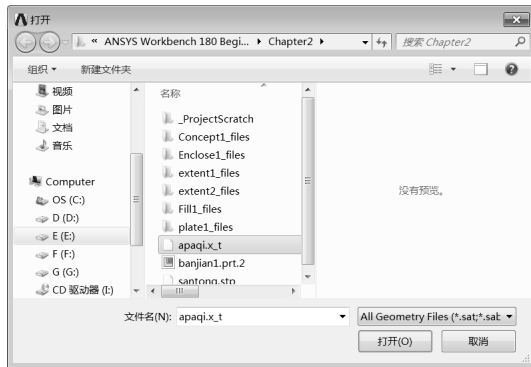 打开
« ANSYS Workbench 180 Begi... ▸ Chapter2 ▸
搜索 Chapter2
组织 新建文件夹
视频
图片
文档
音乐
Computer
OS (C:)
D (D:)
E (E:)
F (F:)
G (G:)
CD 驱动器 (I:)
名称
_ProjectScratch
Concept1_files
Enclose1_files
extent1_files
extent2_files
Fill1_files
plate1_files
apaqi.x_t
banjian1.prt.2
santong.stp
没有预览。
文件名(N): apaqi.x_t
All Geometry Files (*.sat;*.sat
打开(O) 取消